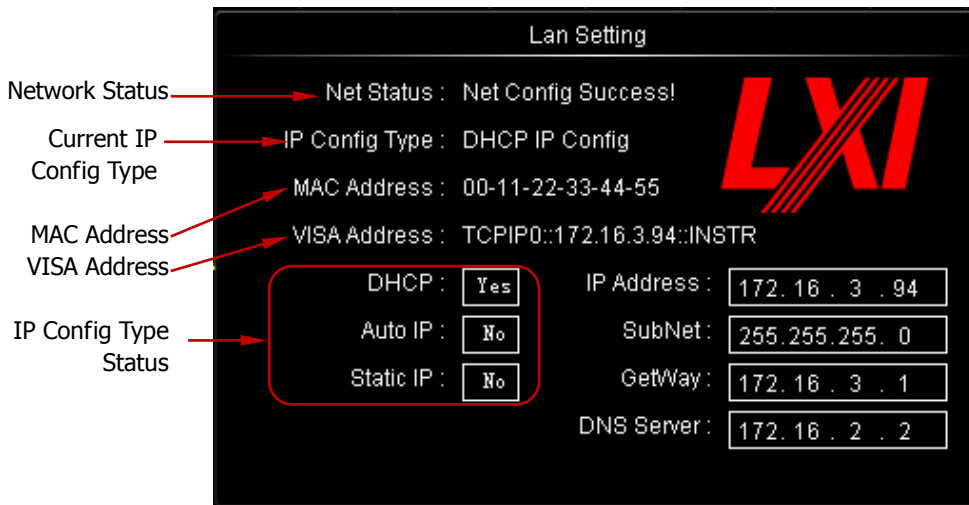 Lan Setting
Network Status
Net Status : Net Config Success!
Current IP
Config Type
IP Config Type : DHCP IP Config
MAC Address : 00-11-22-33-44-55
MAC Address
VISA Address : TCPIP0::172.16.3.94::INSTR
VISA Address
LXI
DHCP : Yes
IP Address : 172. 16 . 3 . 94
IP Config Type
Status
Auto IP : No
SubNet : 255.255.255. 0
Static IP : No
GetWay : 172. 16 . 3 . 1
DNS Server : 172. 16 . 2 . 2